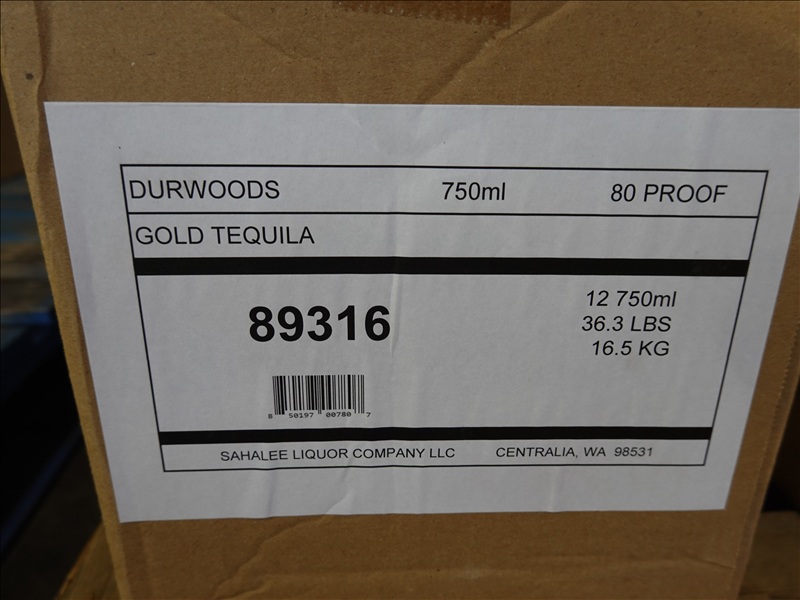 DURWOODS 750ml 80 PROOF
GOLD TEQUILA
89316
12 750ml
36.3 LBS
16.5 KG
8 50197 00780 7
SAHALEE LIQUOR COMPANY LLC CENTRALIA, WA 98531